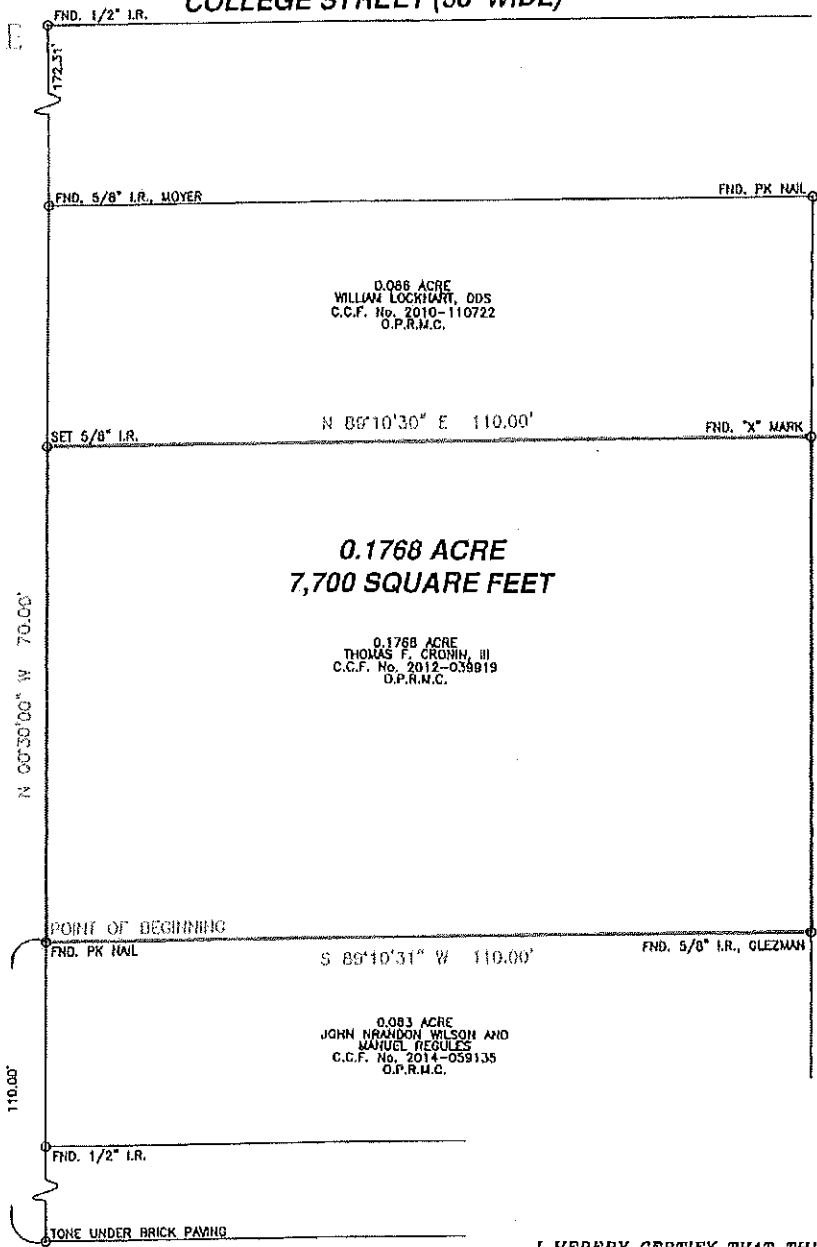 COLLEGE STREET (50' WIDE)
FND. 1/2" I.R.
E
172.31'
FND. 5/8" I.R., MOYER
FND. PK NAIL
0.086 ACRE
WILLIAM LOCKHART, DDS
C.C.F. No. 2010-110722
O.P.R.M.C.
N 89°10'30" E 110.00'
SET 5/8" I.R.
FND. "X" MARK
0.1768 ACRE
7,700 SQUARE FEET
0.1768 ACRE
THOMAS F. CRONIN, III
C.C.F. No. 2012-039919
O.P.R.M.C.
N 00°30'00" W 70.00'
POINT OF BEGINNING
FND. PK NAIL
S 89°10'31" W 110.00'
FND. 5/8" I.R., GLEZMAN
0.083 ACRE
JOHN NRANDON WILSON AND
MANUEL REGULES
C.C.F. No. 2014-059135
O.P.R.M.C.
110.00'
FND. 1/2" I.R.
TONE UNDER BRICK PAVING
I HEREBY CERTIFY THAT